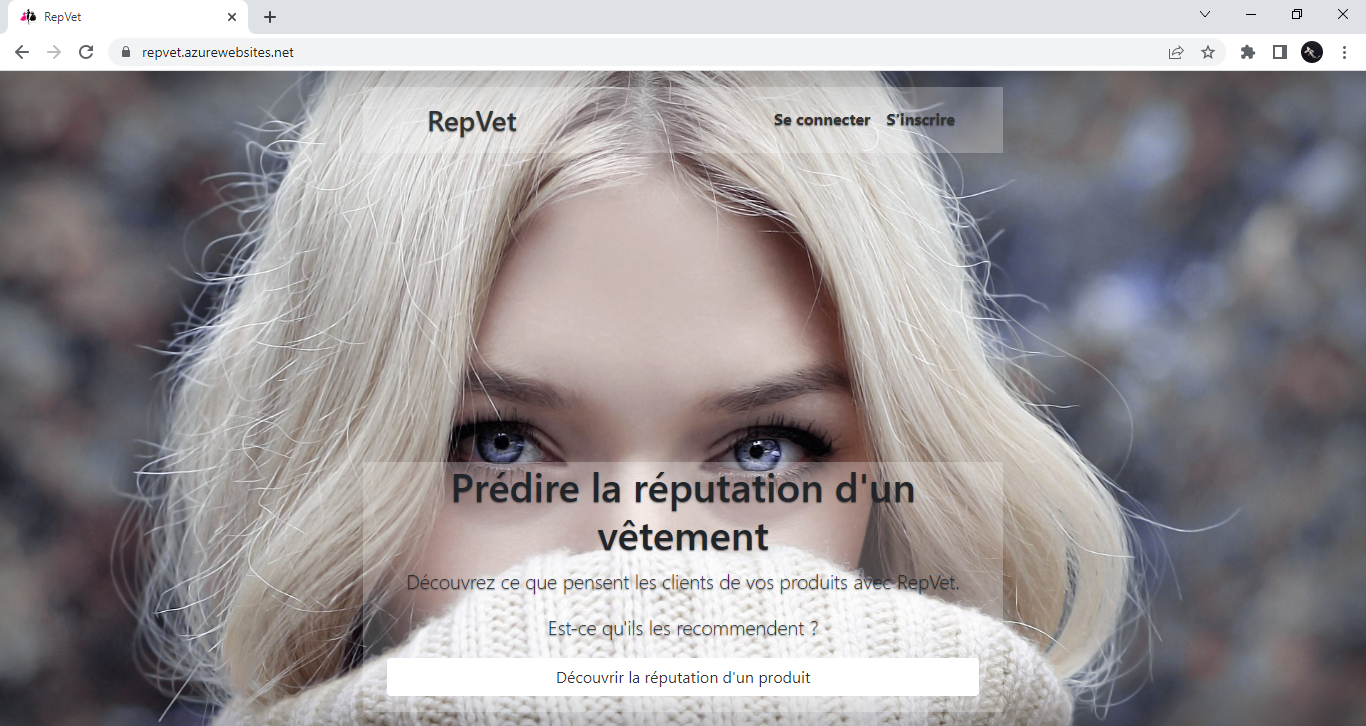 RepVet
repvet.azurewebsites.net
RepVet
Se connecter S'inscrire
Prédire la réputation d'un
vêtement
Découvrez ce que pensent les clients de vos produits avec RepVet.
Est-ce qu'ils les recommendent ?
Découvrir la réputation d'un produit